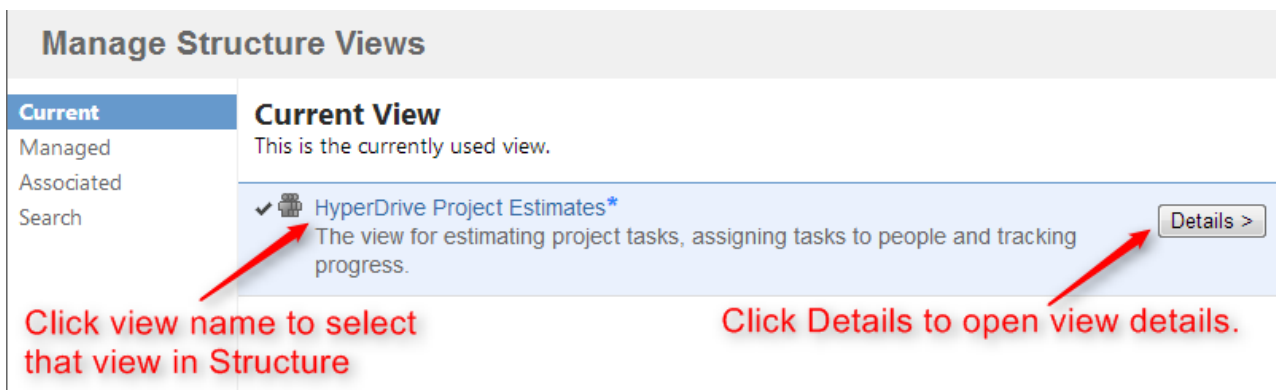 Manage Structure Views
Current
Managed
Associated
Search
Current View
This is the currently used view.
HyperDrive Project Estimates*
The view for estimating project tasks, assigning tasks to people and tracking
progress.
Details >
Click view name to select
that view in Structure
Click Details to open view details.